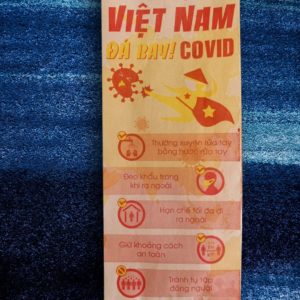 VIỆT NAM
ĐÁ BAY! COVID
Thường xuyên rửa tay
bằng nước rửa tay
Đeo khẩu trang
khi ra ngoài
Hạn chế tối đa đi
ra ngoài
Giữ khoảng cách
an toàn
Tránh tụ tập
đông người